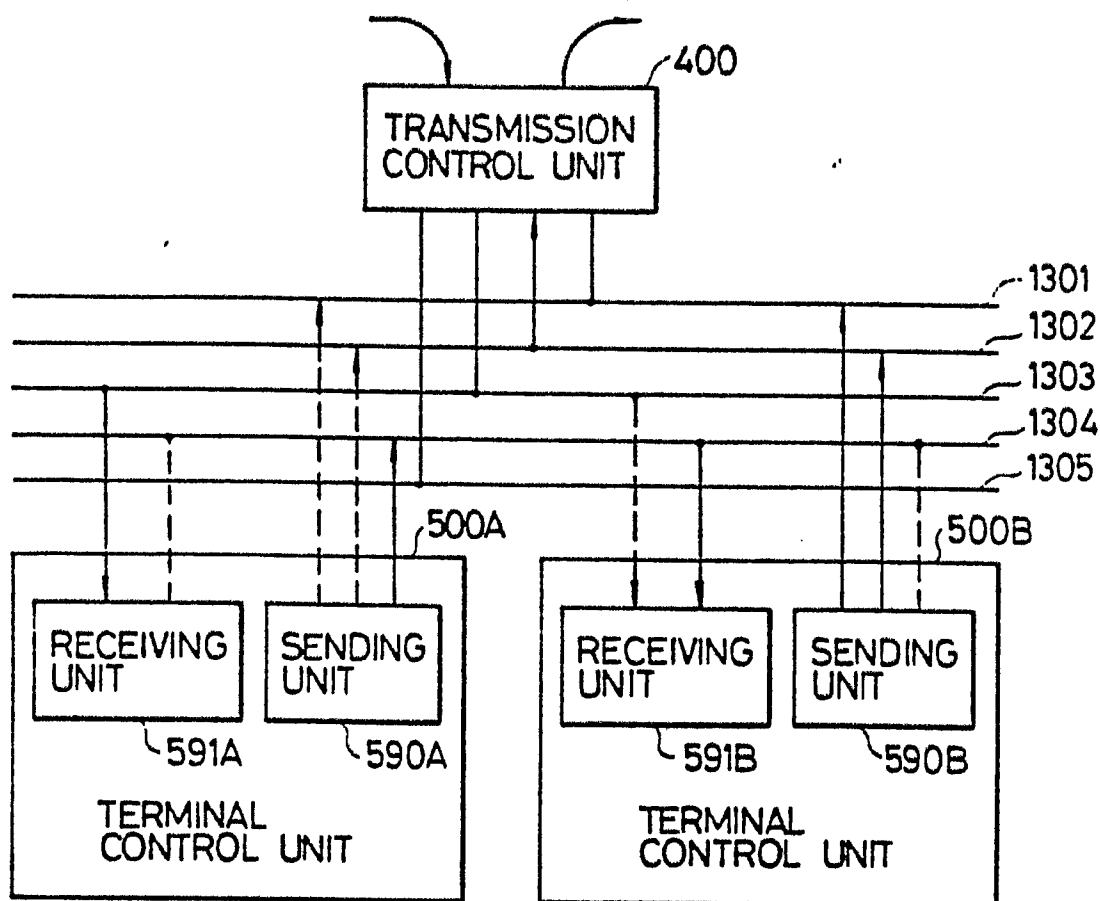 400
TRANSMISSION
CONTROL UNIT
1301
1302
1303
1304
1305
500A
500B
RECEIVING
UNIT
SENDING
UNIT
RECEIVING
UNIT
SENDING
UNIT
591A
590A
591B
590B
TERMINAL
CONTROL UNIT
TERMINAL
CONTROL UNIT